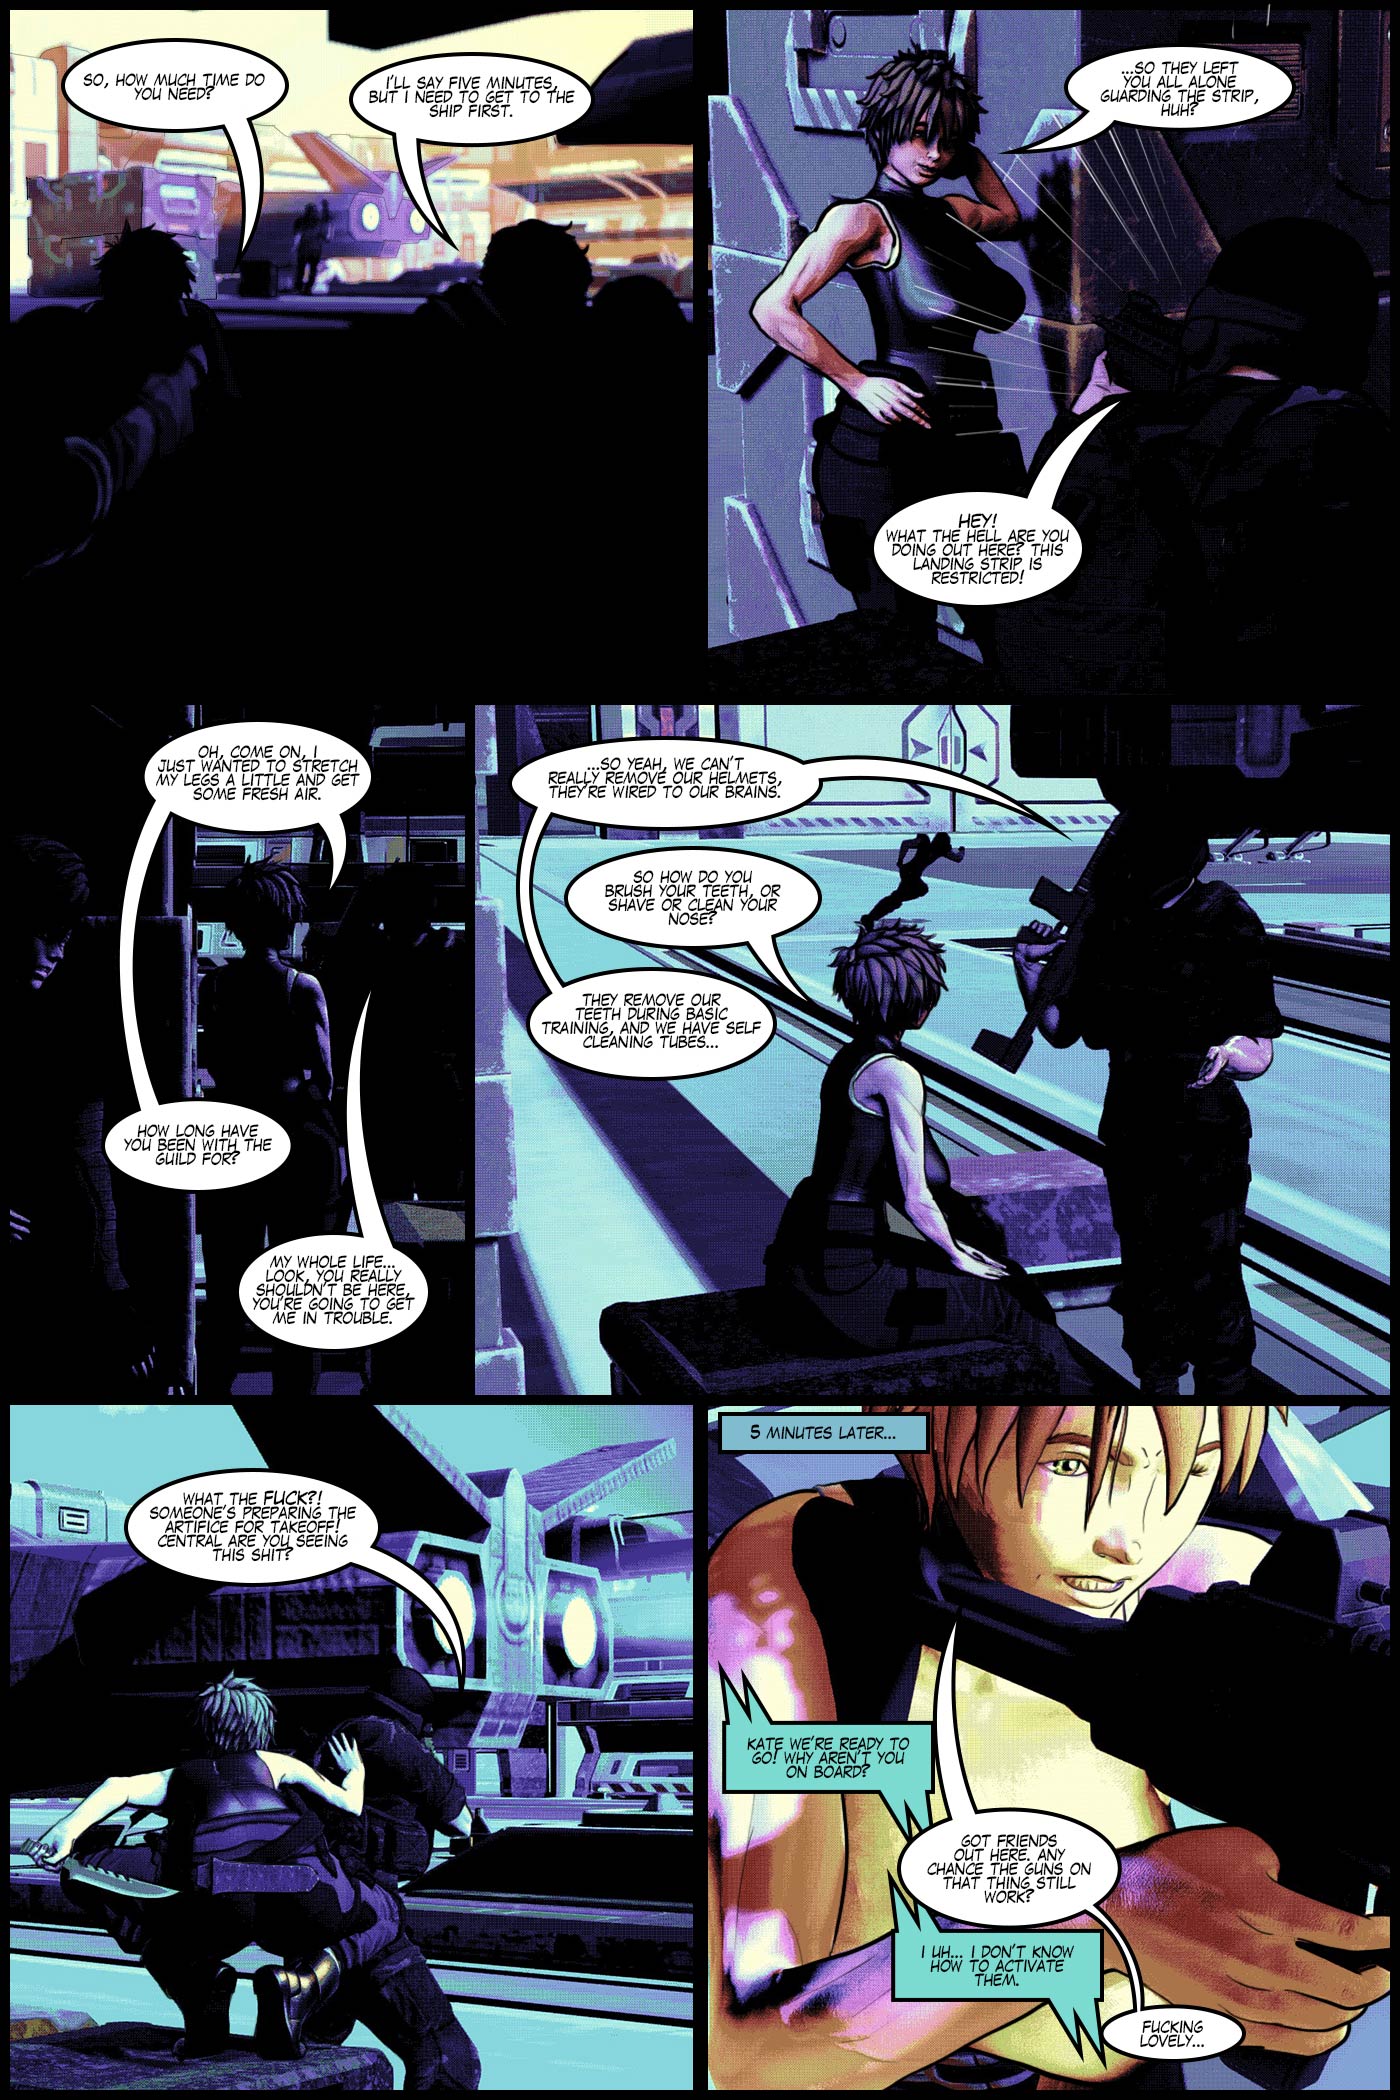 SO, HOW MUCH TIME DO
YOU NEED?
I'LL SAY FIVE MINUTES,
BUT I NEED TO GET TO THE
SHIP FIRST.
...SO THEY LEFT
YOU ALL ALONE
GUARDING THE STRIP,
HUH?
HEY!
WHAT THE HELL ARE YOU
DOING OUT HERE? THIS
LANDING STRIP IS
RESTRICTED!
OH, COME ON, I
JUST WANTED TO STRETCH
MY LEGS A LITTLE AND GET
SOME FRESH AIR.
HOW LONG HAVE
YOU BEEN WITH THE
GUILD FOR?
MY WHOLE LIFE...
LOOK, YOU REALLY
SHOULDN'T BE HERE,
YOU'RE GOING TO GET
ME IN TROUBLE.
...SO YEAH, WE CAN'T
REALLY REMOVE OUR HELMETS,
THEY'RE WIRED TO OUR BRAINS.
SO HOW DO YOU
BRUSH YOUR TEETH, OR
SHAVE OR CLEAN YOUR
NOSE?
THEY REMOVE OUR
TEETH DURING BASIC
TRAINING, AND WE HAVE SELF
CLEANING TUBES...
WHAT THE FUCK?!
SOMEONE'S PREPARING THE
ARTIFICE FOR TAKEOFF!
CENTRAL ARE YOU SEEING
THIS SHIT?
5 MINUTES LATER...
KATE WE'RE READY TO
GO! WHY AREN'T YOU
ON BOARD?
GOT FRIENDS
OUT HERE. ANY
CHANCE THE GUNS ON
THAT THING STILL
WORK?
I UH... I DON'T KNOW
HOW TO ACTIVATE
THEM.
FUCKING
LOVELY...